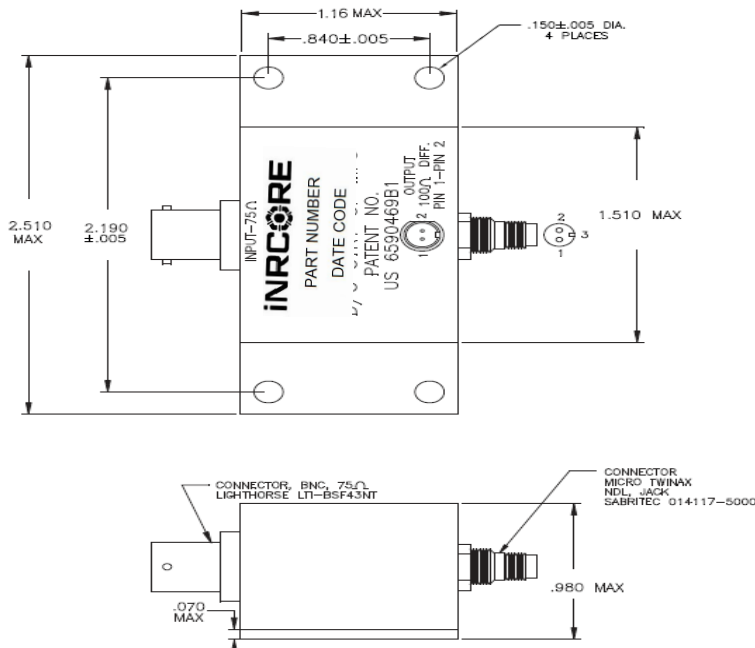 1.16 MAX
.840±.005
.150±.005 DIA.
4 PLACES
2.510
MAX
2.190
±.005
1.510 MAX
INPUT-75Ω
iNRCORE
PART NUMBER
DATE CODE
PATENT NO.
US 6590469B1
OUTPUT
100Ω DIFF.
PIN 1-PIN 2
1
2
2
3
1
CONNECTOR, BNC, 75Ω
LIGHTHORSE LTI-BSF43NT
CONNECTOR
MICRO TWINAX
NDL, JACK
SABRITEC 014117-5000
.070
MAX
.980 MAX